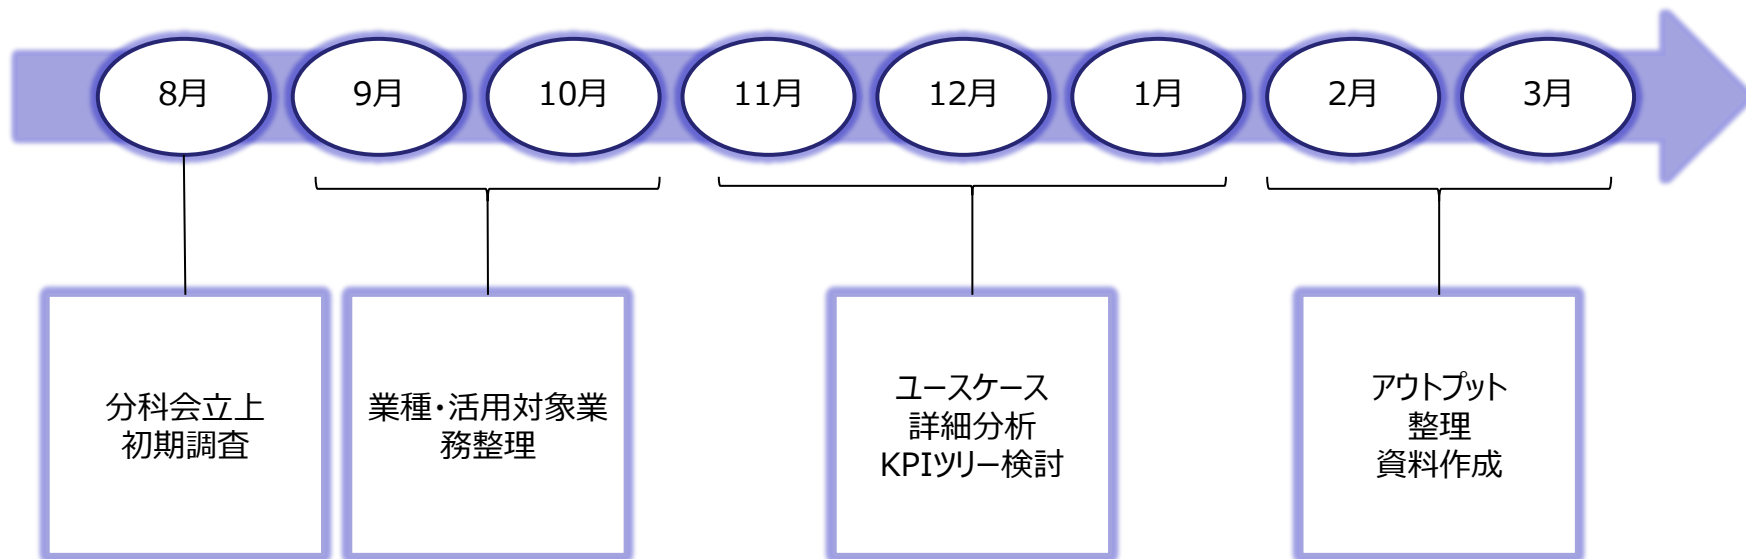 8月
9月
10月
11月
12月
1月
2月
3月
分科会立上
初期調査
業種・活用対象業
務整理
ユースケース
詳細分析
KPIツリー検討
アウトプット
整理
資料作成